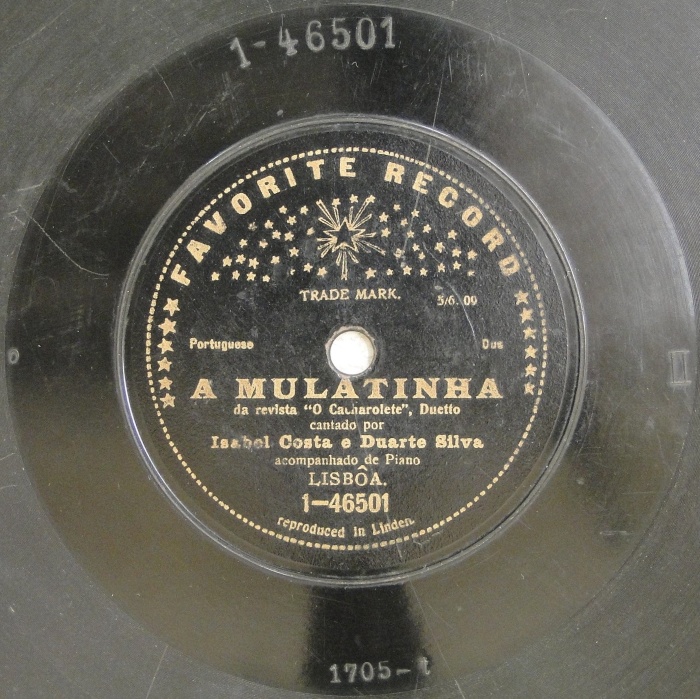 1-46501
FAVORITE RECORD
TRADE MARK. 5/6. 09
Portuguese Due
A MULATINHA
da revista "O Cacharolete", Duetto
cantado por
Isabel Costa e Duarte Silva
acompanhado de Piano
LISBÔA.
1—46501
reproduced in Linden.
1705-t